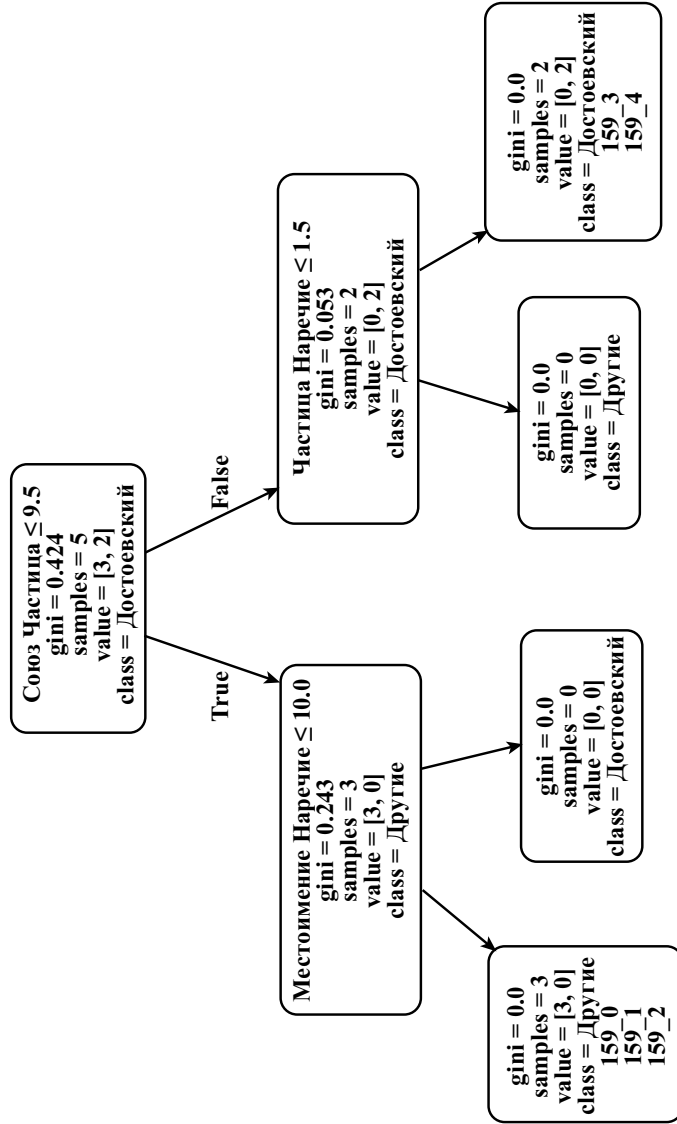 Союз Частица ≤ 9.5
gini = 0.424
samples = 5
value = [3, 2]
class = Достоевский
True
False
Местоимение Наречие ≤ 10.0
gini = 0.243
samples = 3
value = [3, 0]
class = Другие
Частица Наречие ≤ 1.5
gini = 0.053
samples = 2
value = [0, 2]
class = Достоевский
gini = 0.0
samples = 3
value = [3, 0]
class = Другие
159_0
159_1
159_2
gini = 0.0
samples = 0
value = [0, 0]
class = Достоевский
gini = 0.0
samples = 0
value = [0, 0]
class = Другие
gini = 0.0
samples = 2
value = [0, 2]
class = Достоевский
159_3
159_4